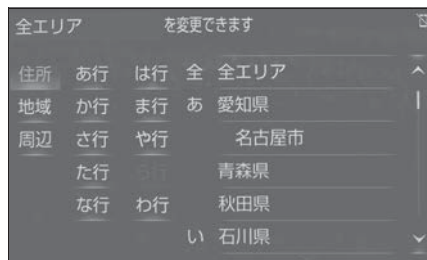 全エリア を変更できます
住所 あ行 は行 全 全エリア
地域 か行 ま行 あ 愛知県
周辺 さ行 や行 名古屋市
た行 ら行 青森県
な行 わ行 秋田県
い 石川県